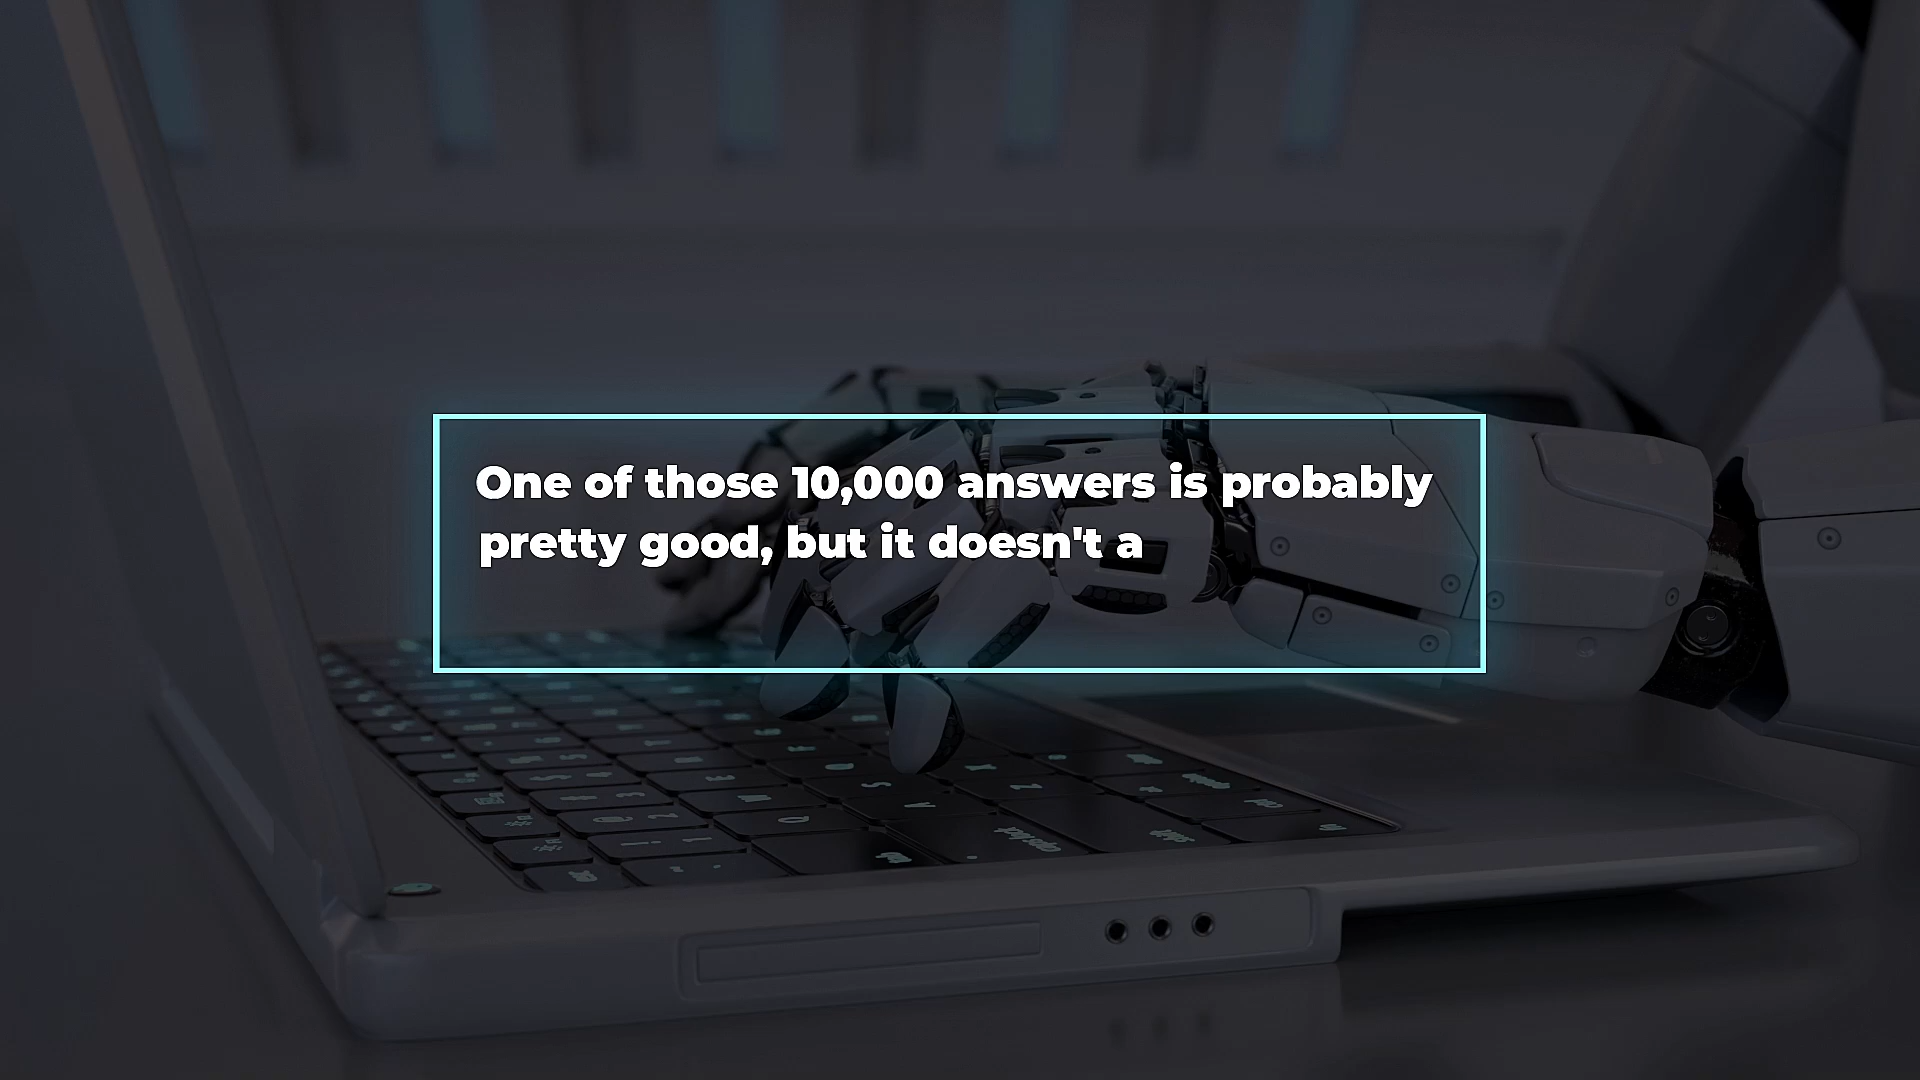 One of those 10,000 answers is probably
pretty good, but it doesn't a